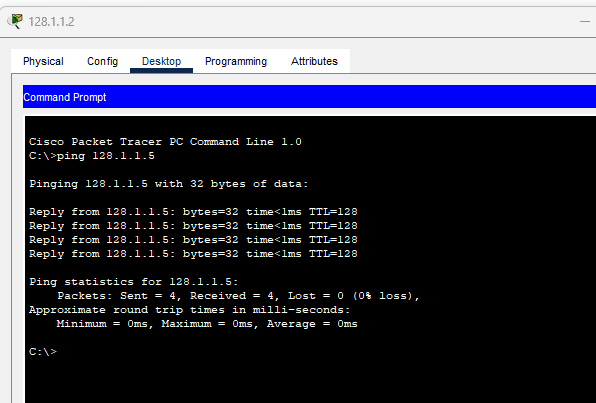 128.1.1.2
Physical Config Desktop Programming Attributes
Command Prompt
Cisco Packet Tracer PC Command Line 1.0
C:\>ping 128.1.1.5
Pinging 128.1.1.5 with 32 bytes of data:
Reply from 128.1.1.5: bytes=32 time<1ms TTL=128
Reply from 128.1.1.5: bytes=32 time<1ms TTL=128
Reply from 128.1.1.5: bytes=32 time<1ms TTL=128
Reply from 128.1.1.5: bytes=32 time<1ms TTL=128
Ping statistics for 128.1.1.5:
    Packets: Sent = 4, Received = 4, Lost = 0 (0% loss),
Approximate round trip times in milli-seconds:
    Minimum = 0ms, Maximum = 0ms, Average = 0ms
C:\>